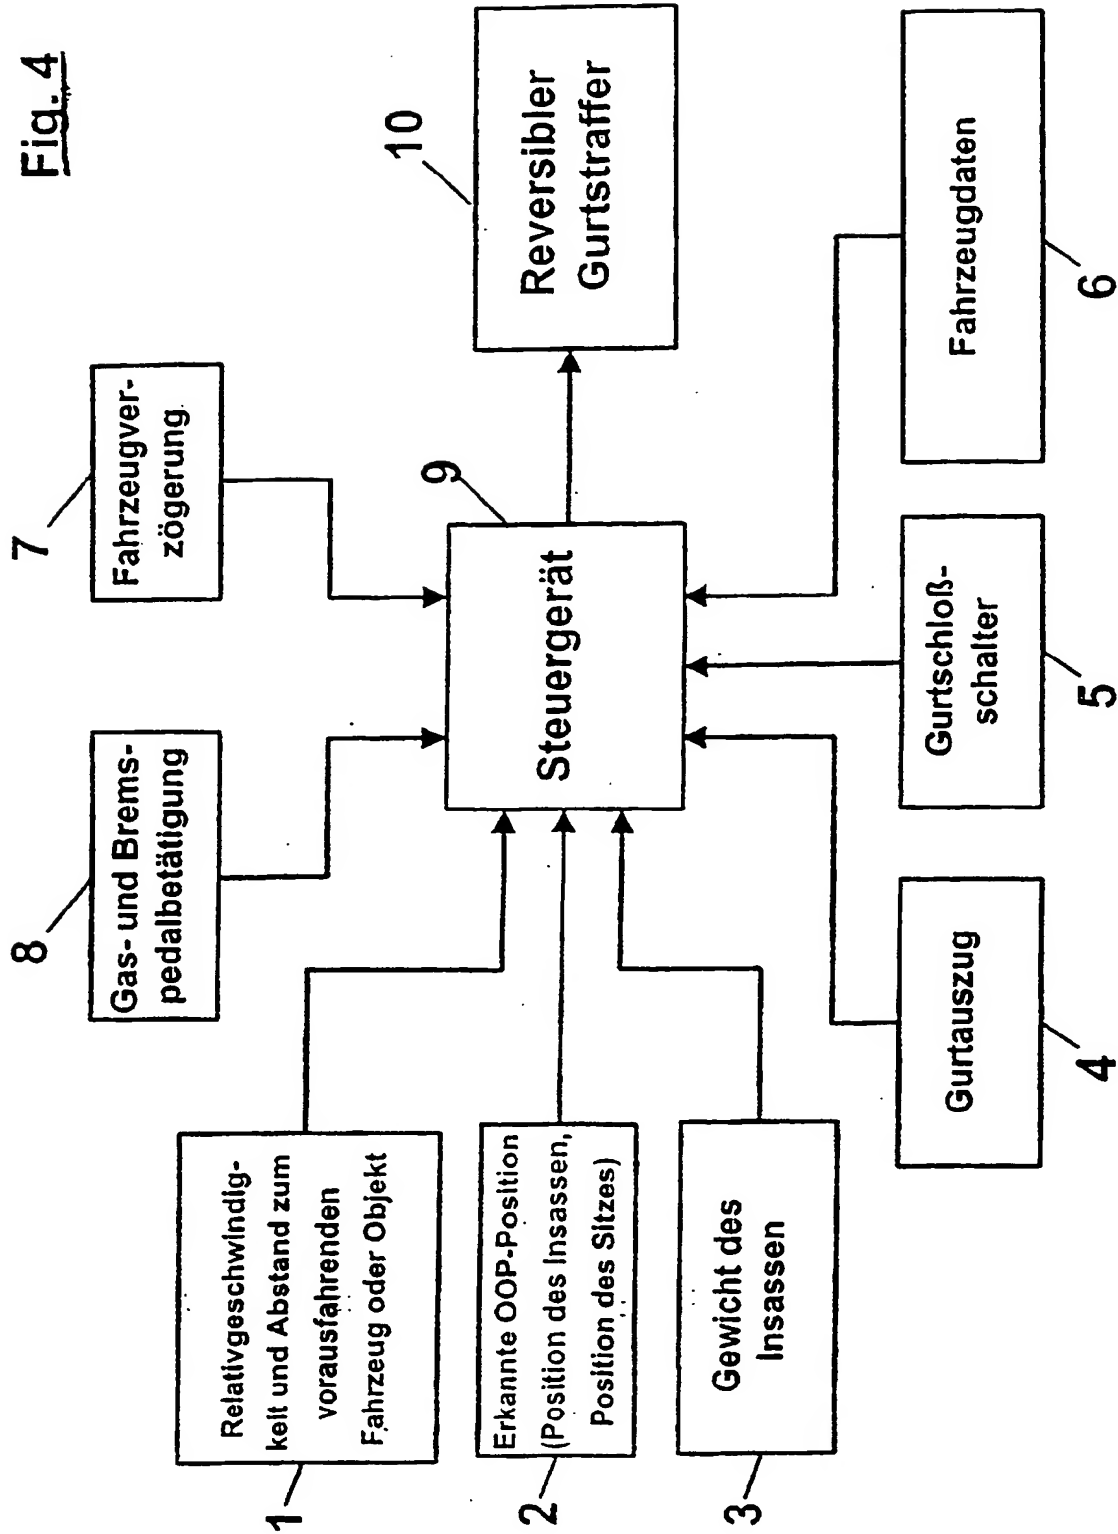 Fig. 4
7
Fahrzeugver-
zögerung
8
Gas- und Brems-
pedalbetätigung
10
Reversibler
Gurtstraffer
9
Steuergerät
1
Relativgeschwindig-
keit und Abstand zum
vorausfahrenden
Fahrzeug oder Objekt
2
Erkannte OOP-Position
(Position des Insassen,
Position des Sitzes)
3
Gewicht des
Insassen
4
Gurtauszug
5
Gurtschloß-
schalter
6
Fahrzeugdaten